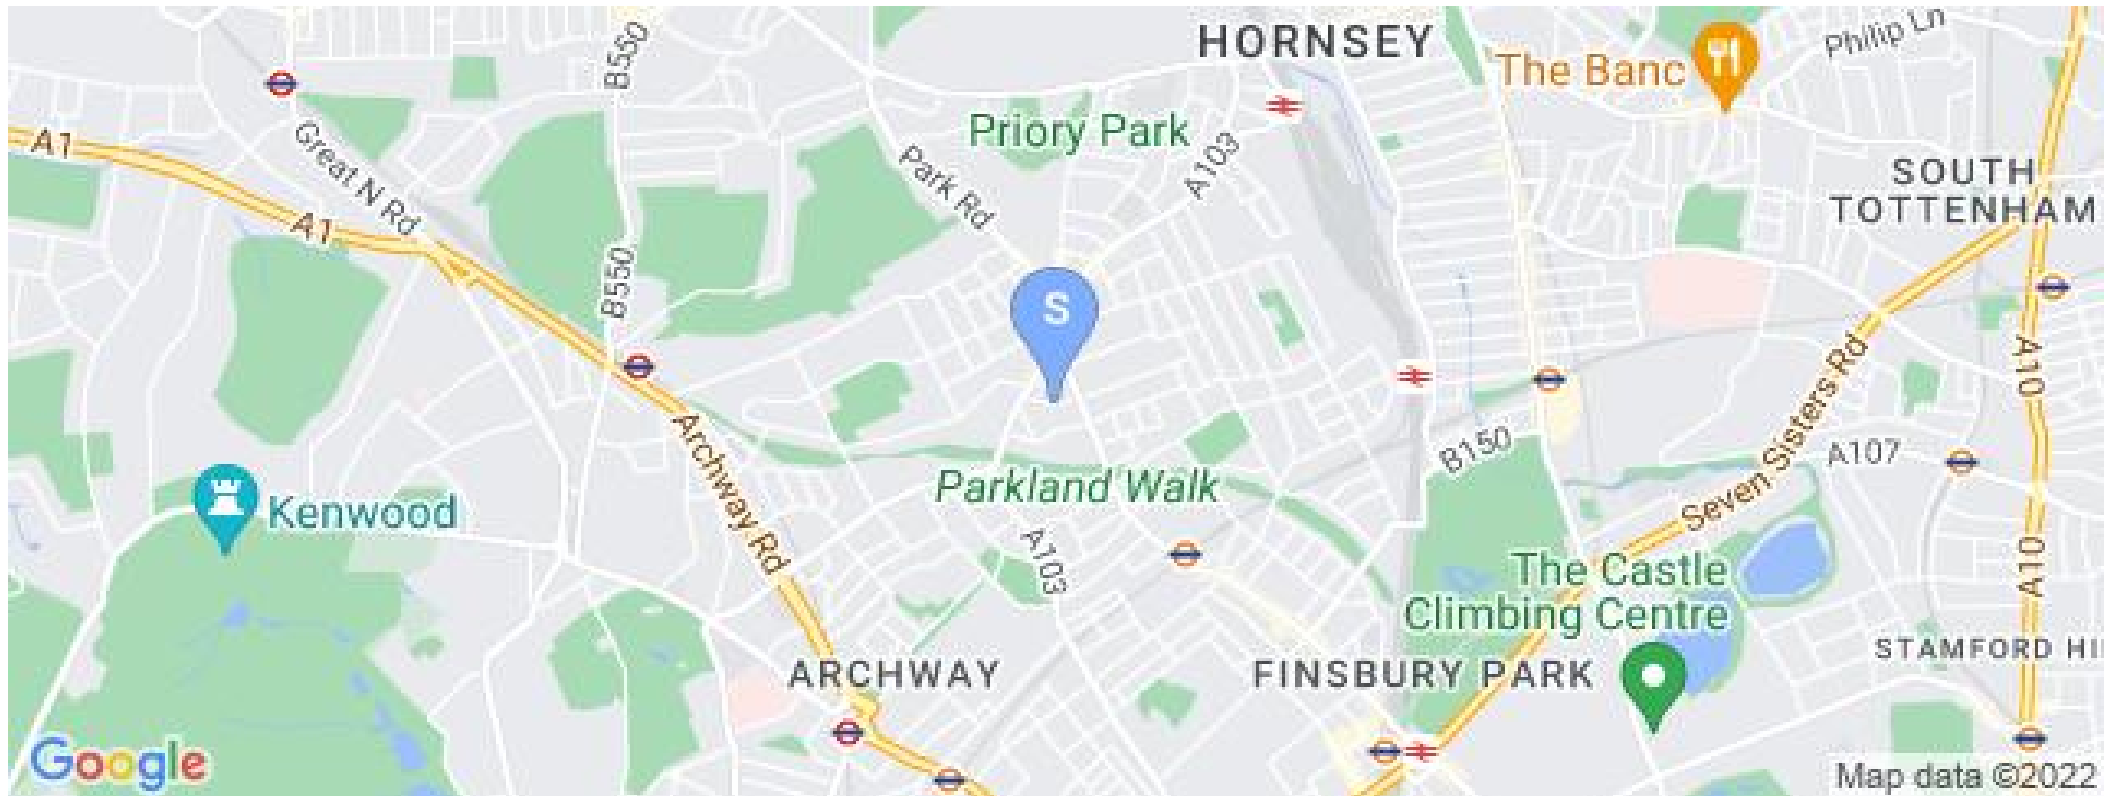 HORNSEY
B550
The Banc
Philip Ln
A1
Great N Rd
Priory Park
A103
Park Rd
SOUTH
TOTTENHAM
A1
B550
S
A10
Seven Sisters Rd
Archway Rd
B150
A107
Parkland Walk
Kenwood
A103
The Castle
Climbing Centre
A10
STAMFORD HI
ARCHWAY
FINSBURY PARK
Google
Map data ©2022